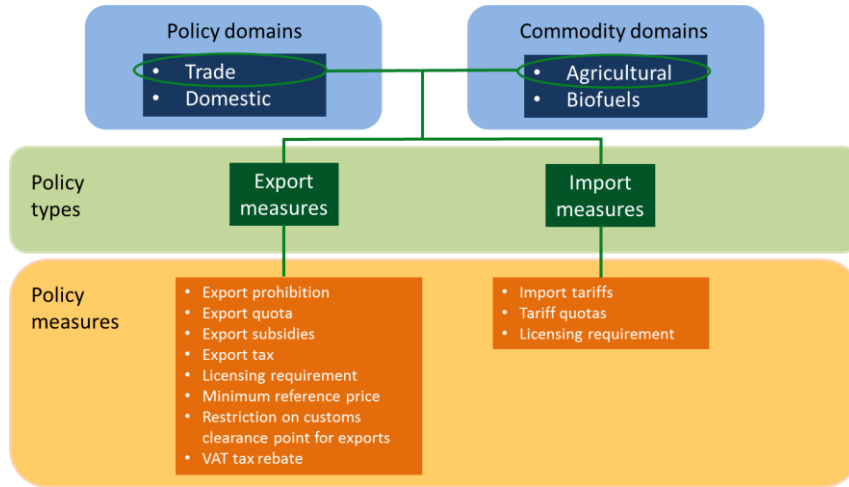 Policy domains
• Trade
• Domestic
Commodity domains
• Agricultural
• Biofuels
Policy
types
Export
measures
Import
measures
Policy
measures
• Export prohibition
• Export quota
• Export subsidies
• Export tax
• Licensing requirement
• Minimum reference price
• Restriction on customs
clearance point for exports
• VAT tax rebate
• Import tariffs
• Tariff quotas
• Licensing requirement